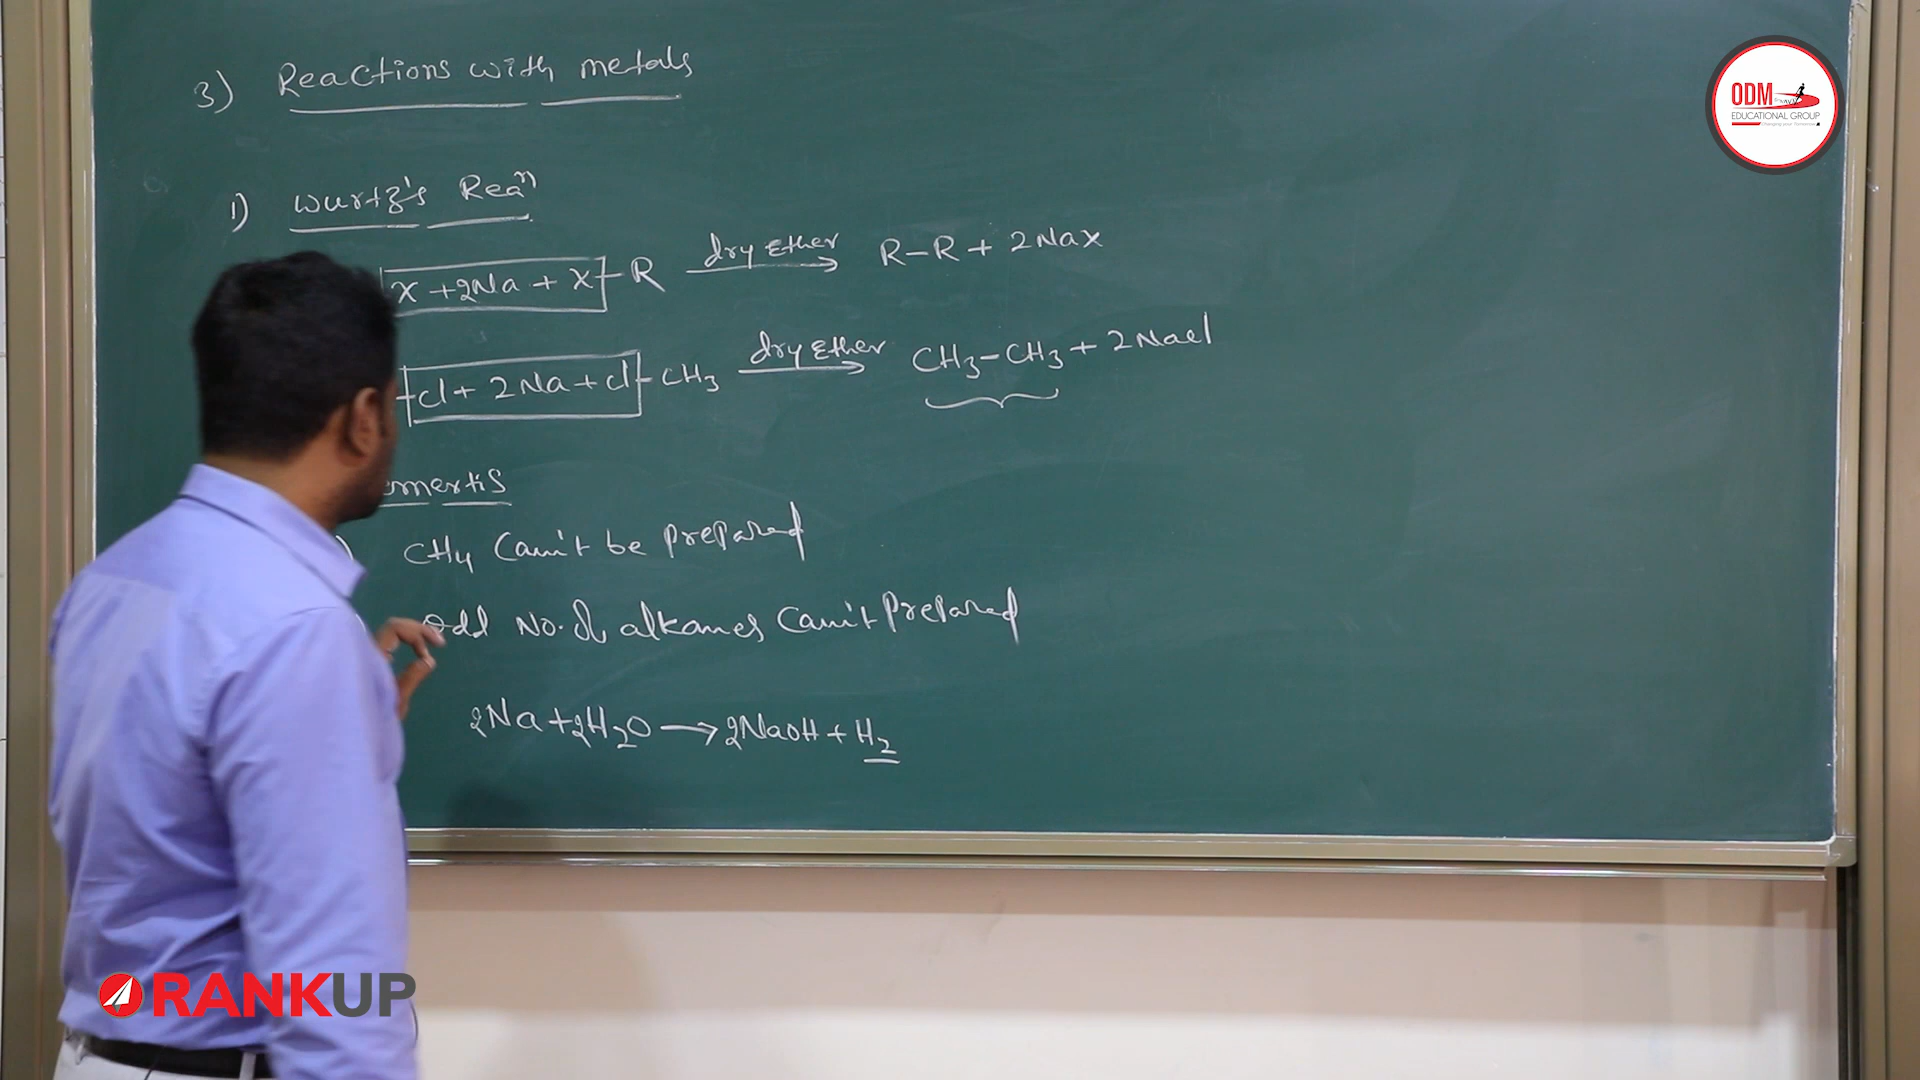 3) Reactions with metals
ODM
EDUCATIONAL GROUP
1) Wurtz's Reaⁿ
X + 2Na + X - R dry Ether → R-R + 2NaX
-Cl + 2Na + Cl - CH3 dry Ether → CH3-CH3 + 2NaCl
emertis
) CH4 Can't be prepared
Odd No. of alkanes Can't prepared
2Na + 2H2O → 2NaOH + H2
RANKUP